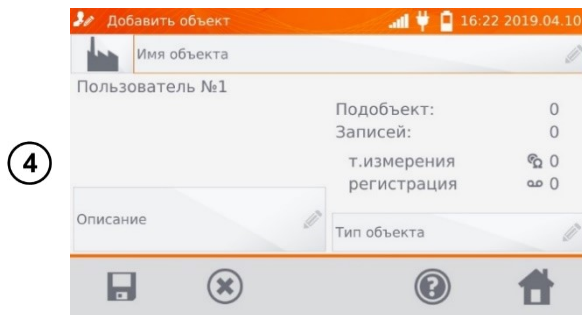 Добавить объект 16:22 2019.04.10
Имя объекта
Пользователь №1
Подобъект: 0
Записей: 0
4
т.измерения 0
регистрация 0
Описание
Тип объекта